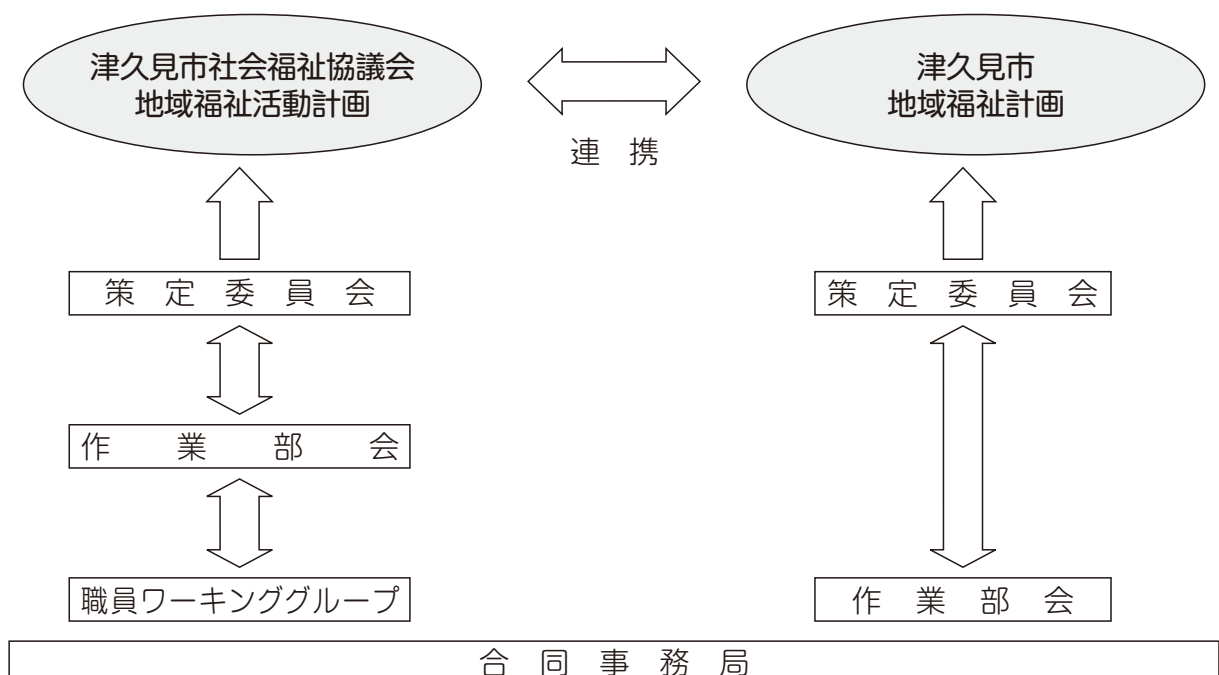 津久見市社会福祉協議会
地域福祉活動計画
連携
津久見市
地域福祉計画
策定委員会
作業部会
職員ワーキンググループ
策定委員会
作業部会
合同事務局